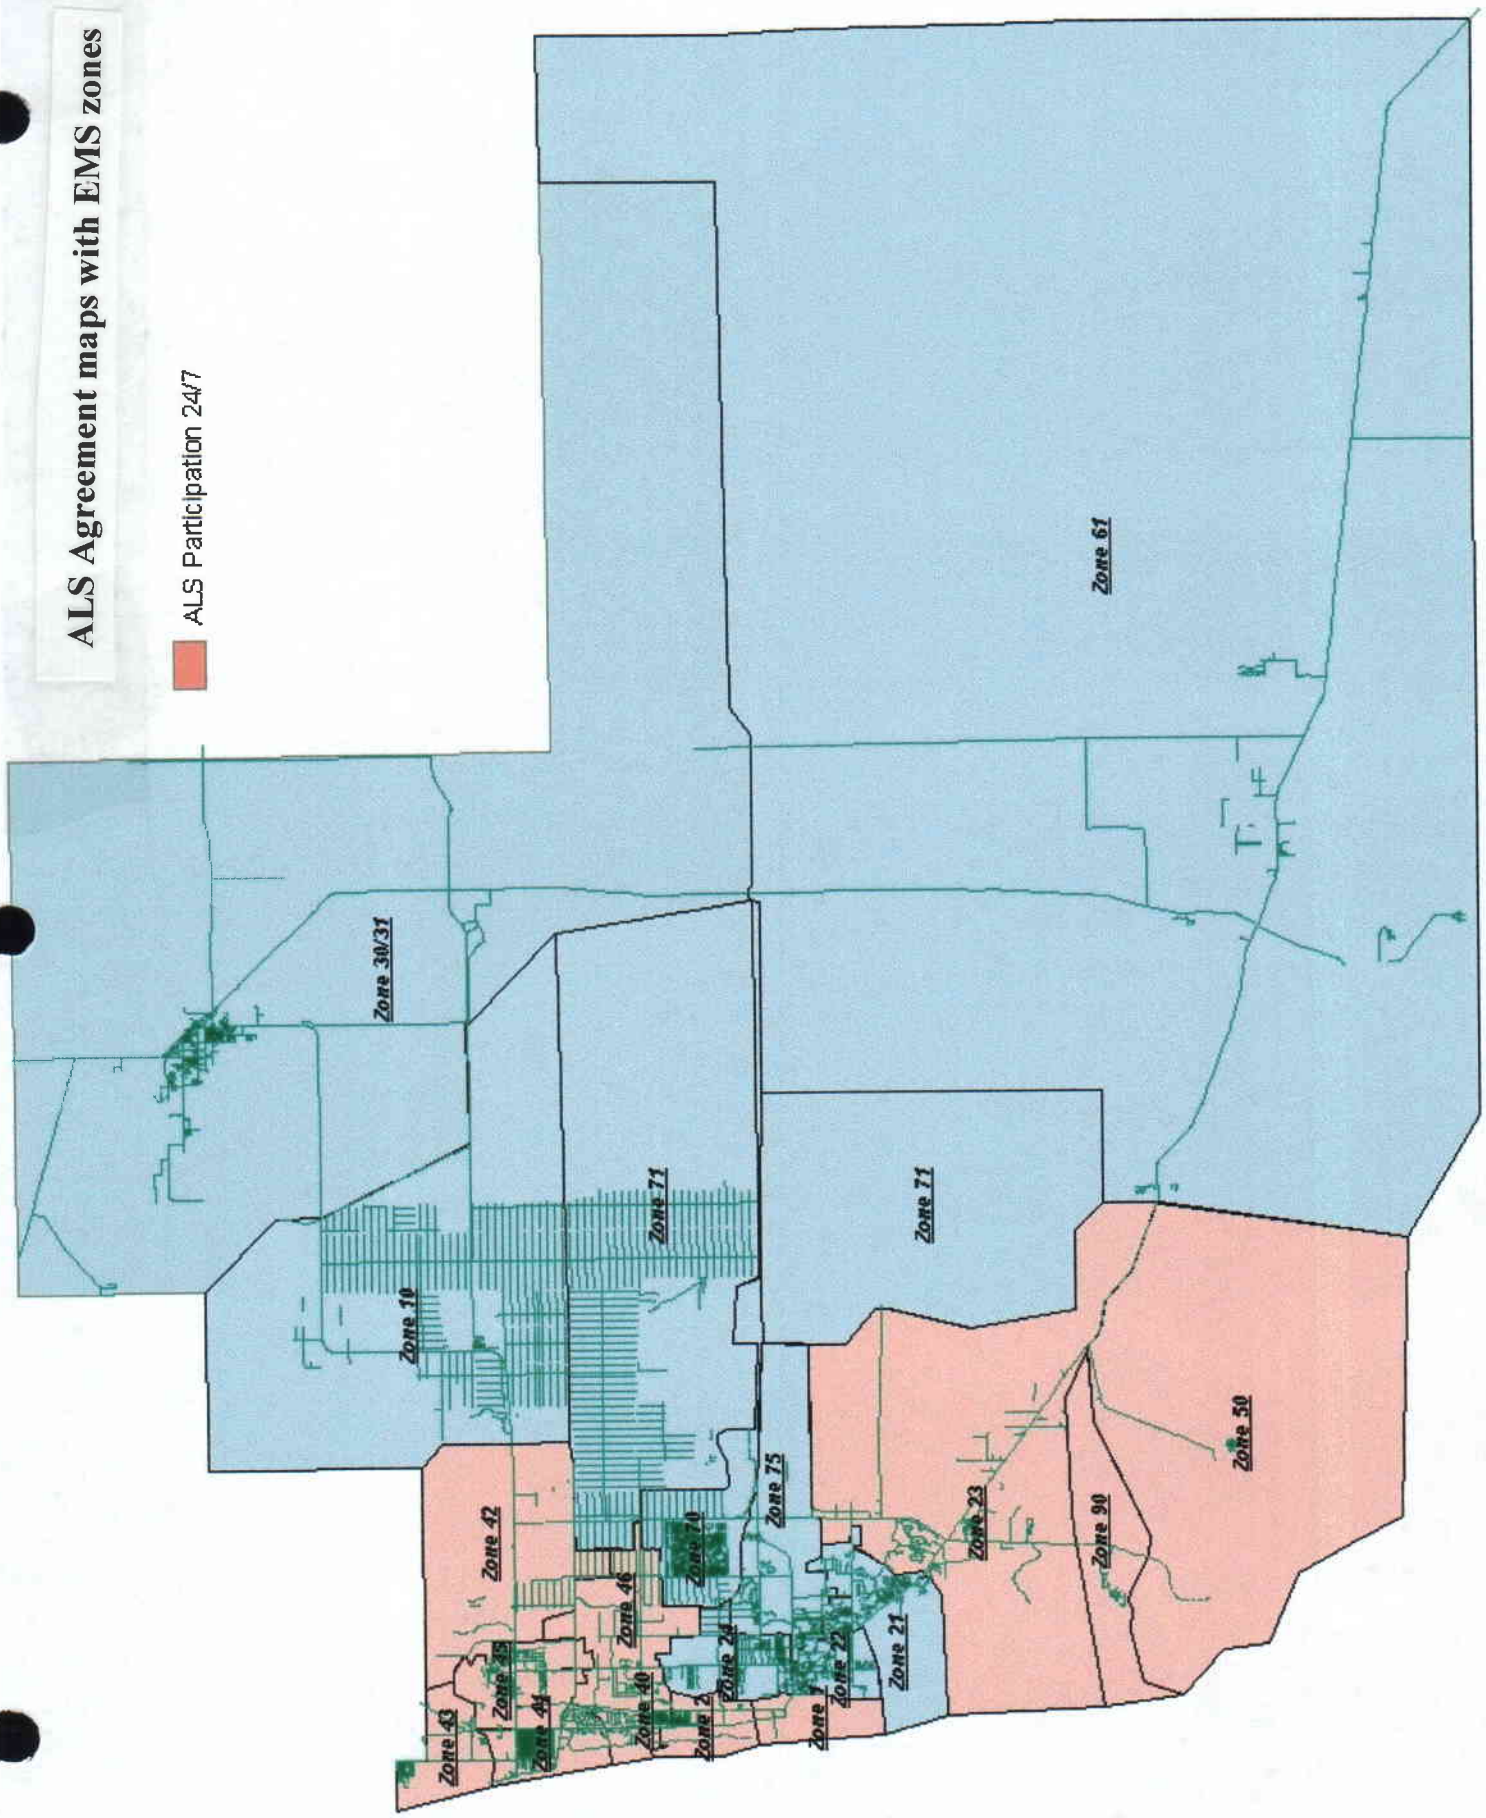 ALS Agreement maps with EMS zones
ALS Participation 24/7
Zone 43
Zone 44
Zone 45
Zone 42
Zone 40
Zone 46
Zone 2
Zone 24
Zone 70
Zone 1
Zone 22
Zone 21
Zone 75
Zone 10
Zone 30/31
Zone 71
Zone 71
Zone 23
Zone 90
Zone 50
Zone 61